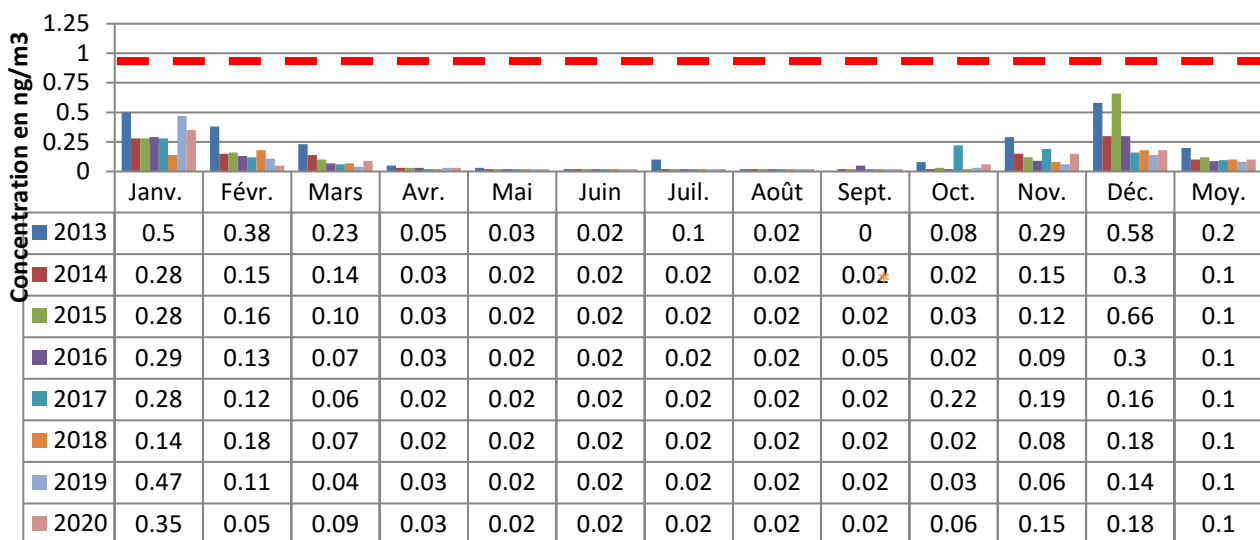 Concentration en ng/m3
1.25
1
0.75
0.5
0.25
0
Janv. Févr. Mars Avr. Mai Juin Juil. Août Sept. Oct. Nov. Déc. Moy.
2013 0.5 0.38 0.23 0.05 0.03 0.02 0.1 0.02 0 0.08 0.29 0.58 0.2
2014 0.28 0.15 0.14 0.03 0.02 0.02 0.02 0.02 0.02* 0.02 0.15 0.3 0.1
2015 0.28 0.16 0.10 0.03 0.02 0.02 0.02 0.02 0.02 0.03 0.12 0.66 0.1
2016 0.29 0.13 0.07 0.03 0.02 0.02 0.02 0.02 0.05 0.02 0.09 0.3 0.1
2017 0.28 0.12 0.06 0.02 0.02 0.02 0.02 0.02 0.02 0.22 0.19 0.16 0.1
2018 0.14 0.18 0.07 0.02 0.02 0.02 0.02 0.02 0.02 0.02 0.08 0.18 0.1
2019 0.47 0.11 0.04 0.03 0.02 0.02 0.02 0.02 0.02 0.03 0.06 0.14 0.1
2020 0.35 0.05 0.09 0.03 0.02 0.02 0.02 0.02 0.02 0.06 0.15 0.18 0.1